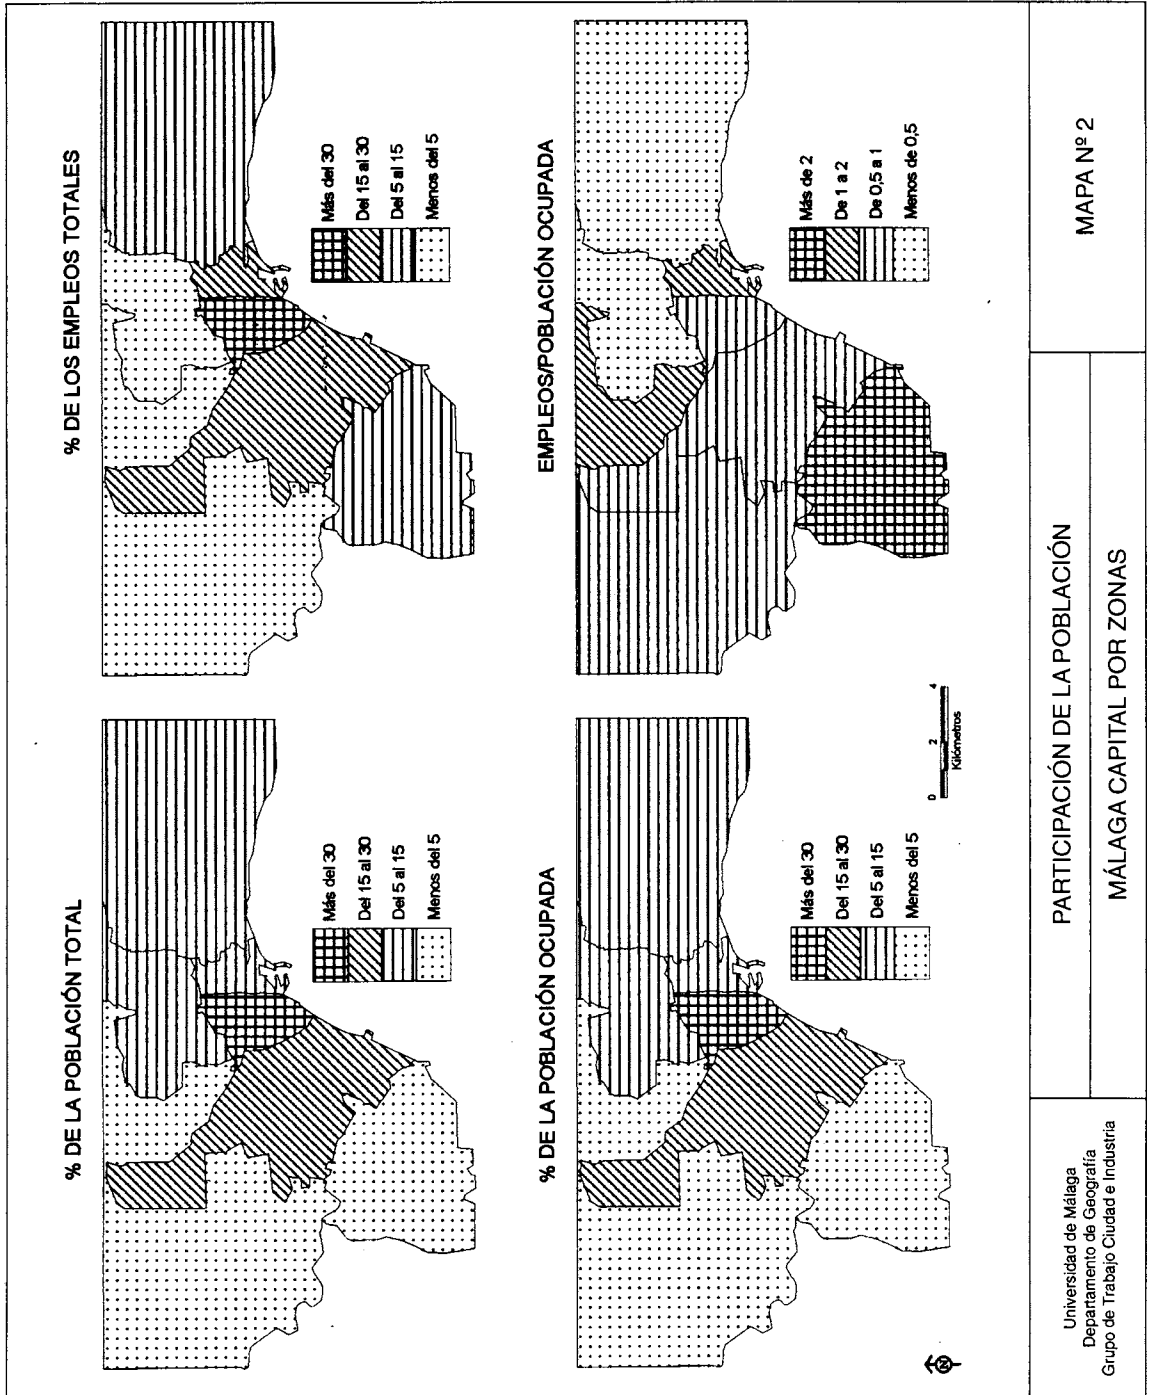 % DE LA POBLACIÓN TOTAL
Más del 30
Del 15 al 30
Del 5 al 15
Menos del 5
% DE LOS EMPLEOS TOTALES
Más del 30
Del 15 al 30
Del 5 al 15
Menos del 5
% DE LA POBLACIÓN OCUPADA
Más del 30
Del 15 al 30
Del 5 al 15
Menos del 5
EMPLEOS/POBLACIÓN OCUPADA
Más de 2
De 1 a 2
De 0,5 a 1
Menos de 0,5
N
0 2 4
Kilómetros
Universidad de Málaga
Departamento de Geografía
Grupo de Trabajo Ciudad e Industria
PARTICIPACIÓN DE LA POBLACIÓN
MÁLAGA CAPITAL POR ZONAS
MAPA Nº 2